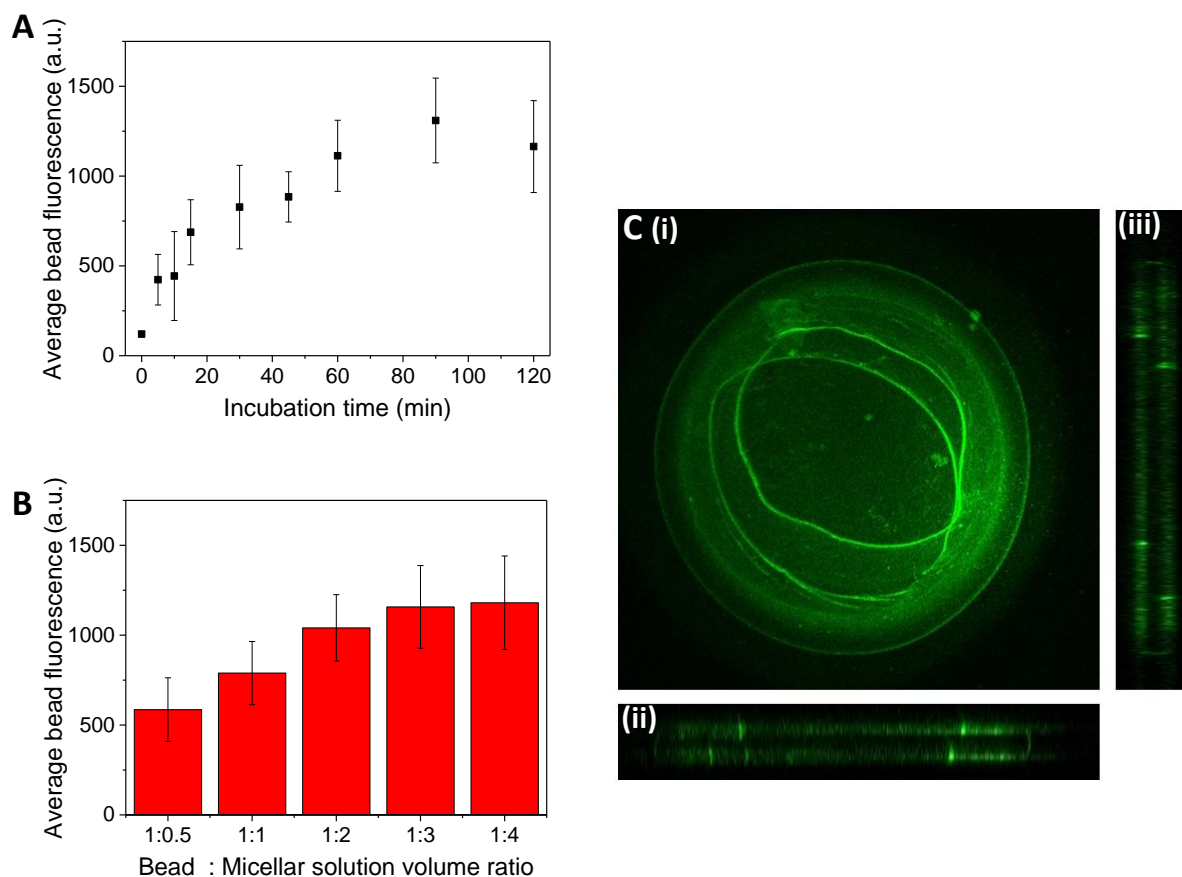 A
Average bead fluorescence (a.u.)
1500
1000
500
0
0 20 40 60 80 100 120
Incubation time (min)
B
Average bead fluorescence (a.u.)
1500
1000
500
0
1:0.5 1:1 1:2 1:3 1:4
Bead : Micellar solution volume ratio
C (i)
(iii)
(ii)